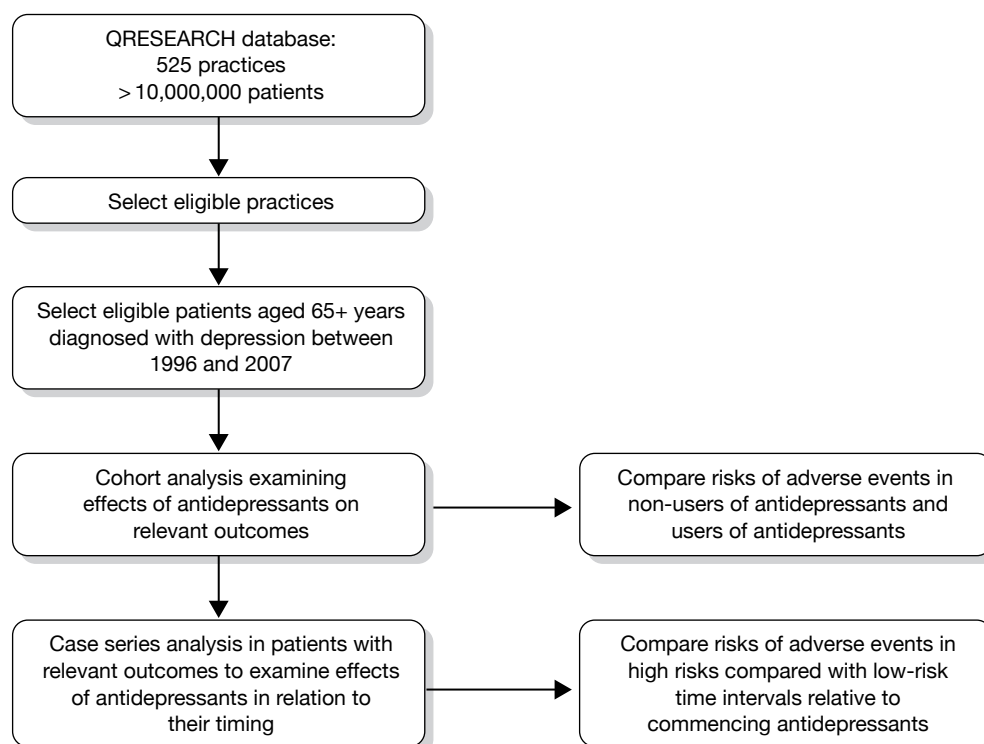 QRESEARCH database:
525 practices
> 10,000,000 patients
Select eligible practices
Select eligible patients aged 65+ years
diagnosed with depression between
1996 and 2007
Cohort analysis examining
effects of antidepressants on
relevant outcomes
Compare risks of adverse events in
non-users of antidepressants and
users of antidepressants
Case series analysis in patients with
relevant outcomes to examine effects
of antidepressants in relation to
their timing
Compare risks of adverse events in
high risks compared with low-risk
time intervals relative to
commencing antidepressants